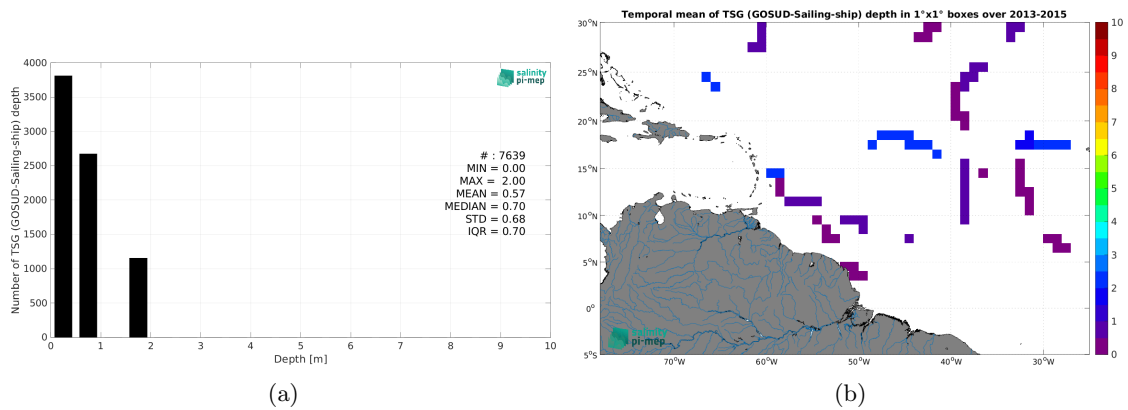 4000
3500
3000
2500
2000
1500
1000
500
0
Number of TSG (GOSUD-Sailing-ship) depth
salinity
pi-mep
# : 7639
MIN = 0.00
MAX = 2.00
MEAN = 0.57
MEDIAN = 0.70
STD = 0.68
IQR = 0.70
0 1 2 3 4 5 6 7 8 9 10
Depth [m]
(a)
Temporal mean of TSG (GOSUD-Sailing-ship) depth in 1°x1° boxes over 2013-2015
30°N
25°N
20°N
15°N
10°N
5°N
0°
5°S
salinity
pi-mep
70°W 60°W 50°W 40°W 30°W
10
9
8
7
6
5
4
3
2
1
0
(b)